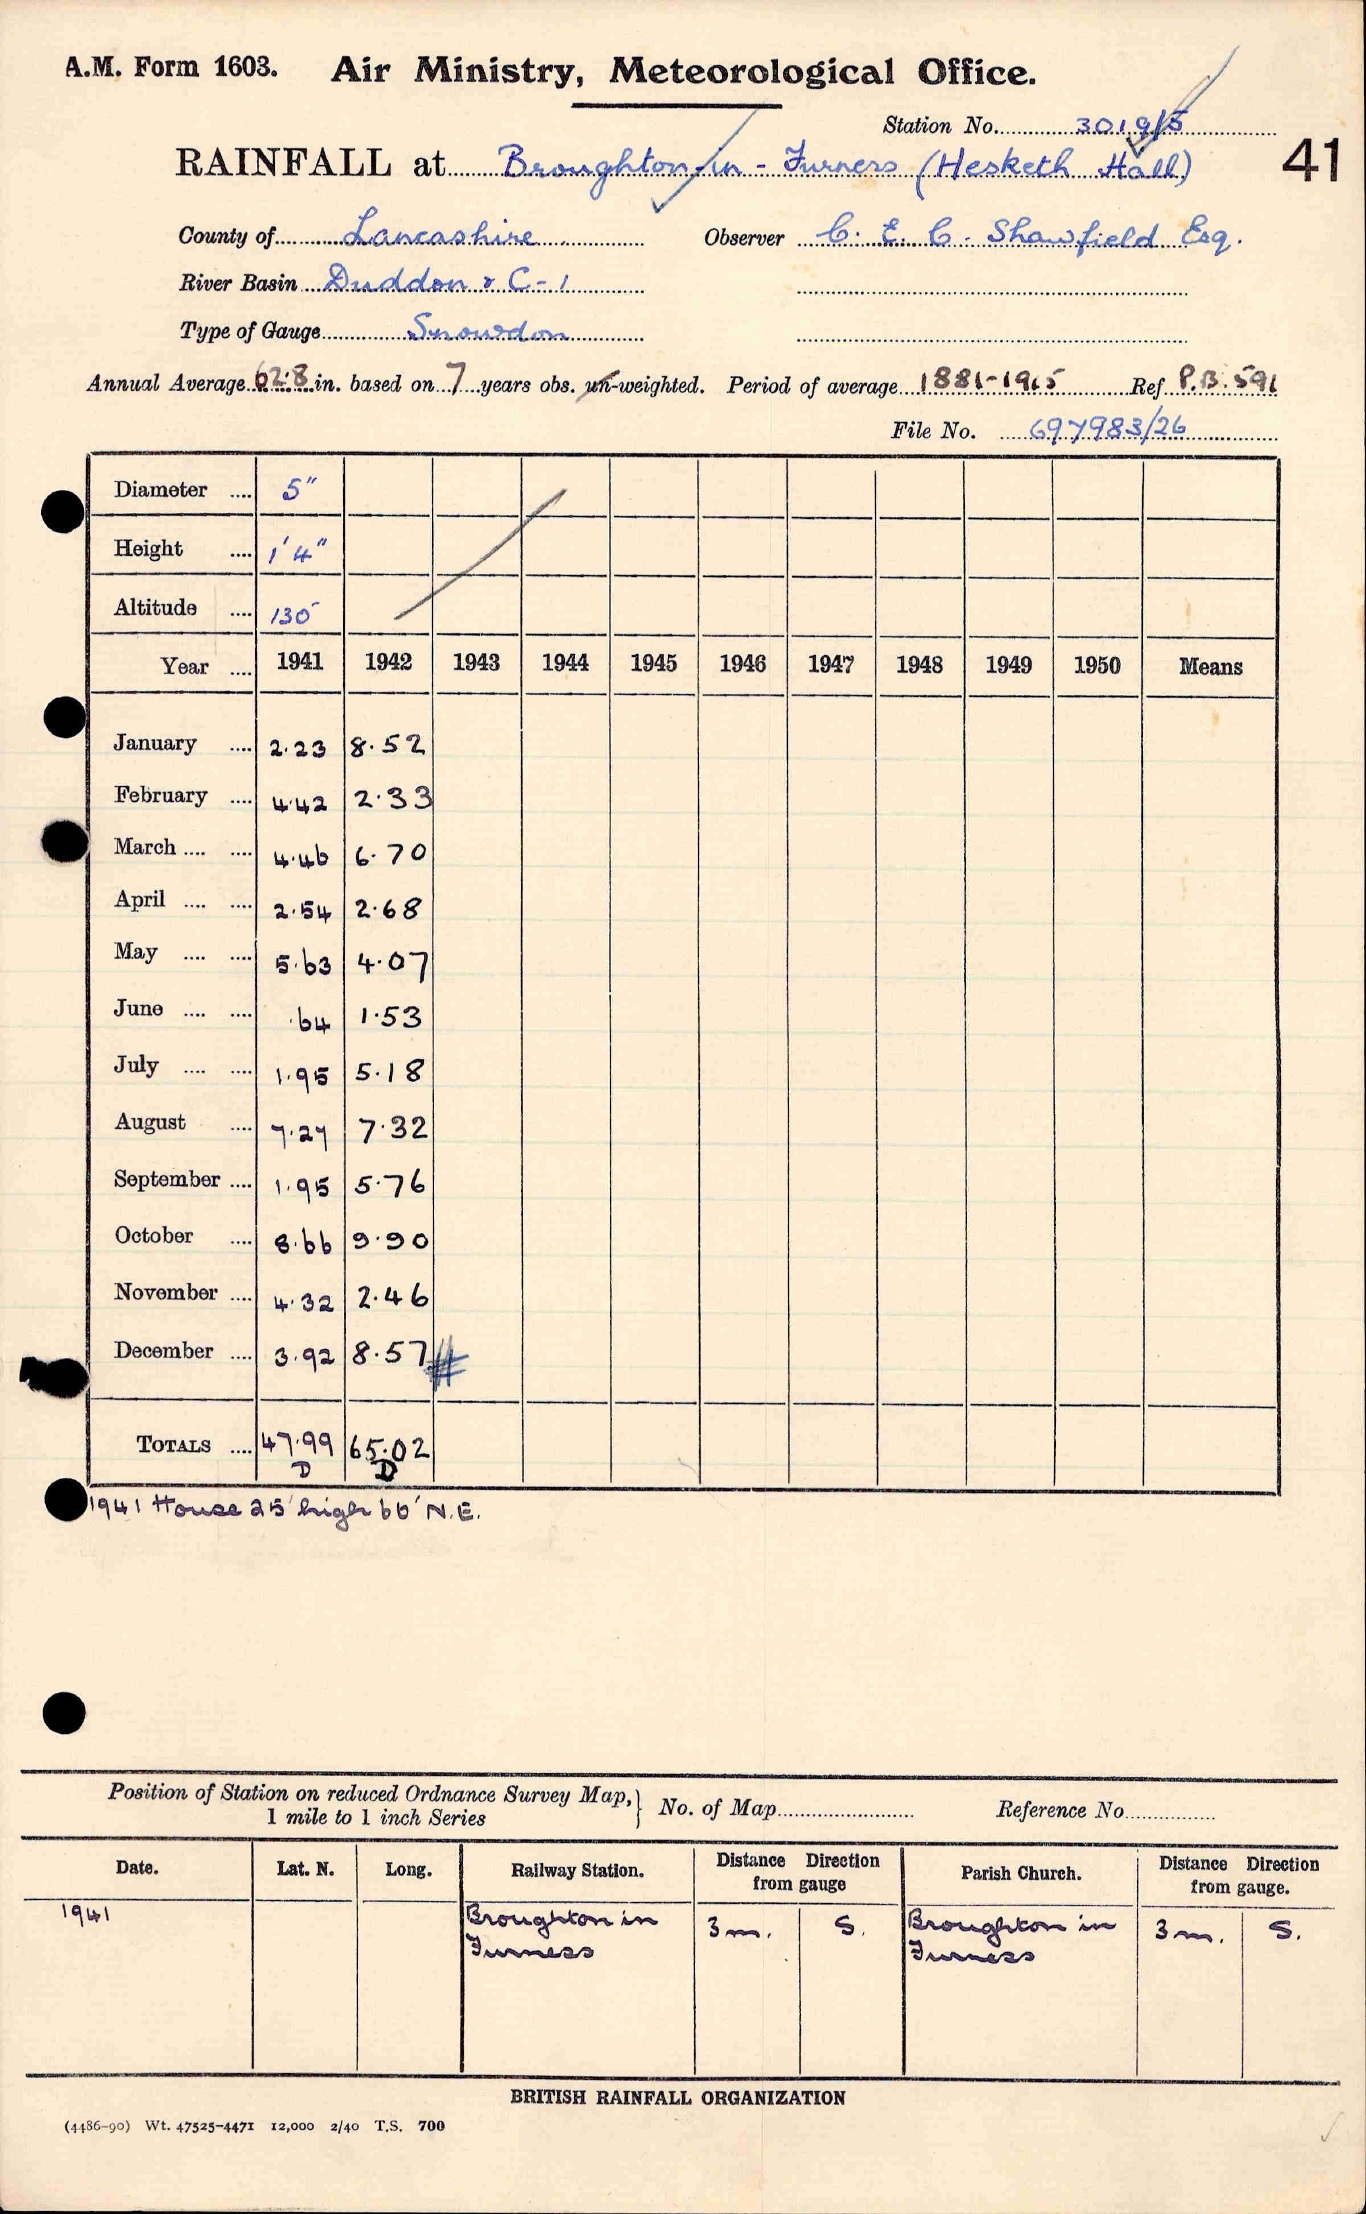 A.M. Form 1603. Air Ministry, Meteorological Office.
Station No. 3019/5
RAINFALL at Broughton-in-Furness (Hesketh Hall) 41
County of Lancashire Observer C. E. C. Shawfield Esq.
River Basin Duddon & C-1
Type of Gauge Snowdon
Annual Average 62.8 in. based on 7 years obs. un-weighted. Period of average 1881-1915 Ref P.B. 591
File No. 697983/26
Diameter .... 5"
Height .... 1' 4"
Altitude .... 130'
Year .... 1941 1942 1943 1944 1945 1946 1947 1948 1949 1950 Means
January .... 2.23 8.52
February .... 4.42 2.33
March .... .... 4.46 6.70
April .... .... 2.54 2.68
May .... .... 5.63 4.07
June .... .... .64 1.53
July .... .... 1.95 5.18
August .... 7.27 7.32
September .... 1.95 5.76
October .... 8.66 9.90
November .... 4.32 2.46
December .... 3.92 8.57 #
TOTALS .... 47.99 65.02
D D
1941 House 25' high 66' N.E.
Position of Station on reduced Ordnance Survey Map, } No. of Map Reference No.
1 mile to 1 inch Series
Date. Lat. N. Long. Railway Station. Distance Direction from gauge Parish Church. Distance Direction from gauge.
1941 Broughton in Furness 3 m. S. Broughton in Furness 3 m. S.
BRITISH RAINFALL ORGANIZATION
(4486-90) Wt. 47525-4471 12,000 2/40 T.S. 700